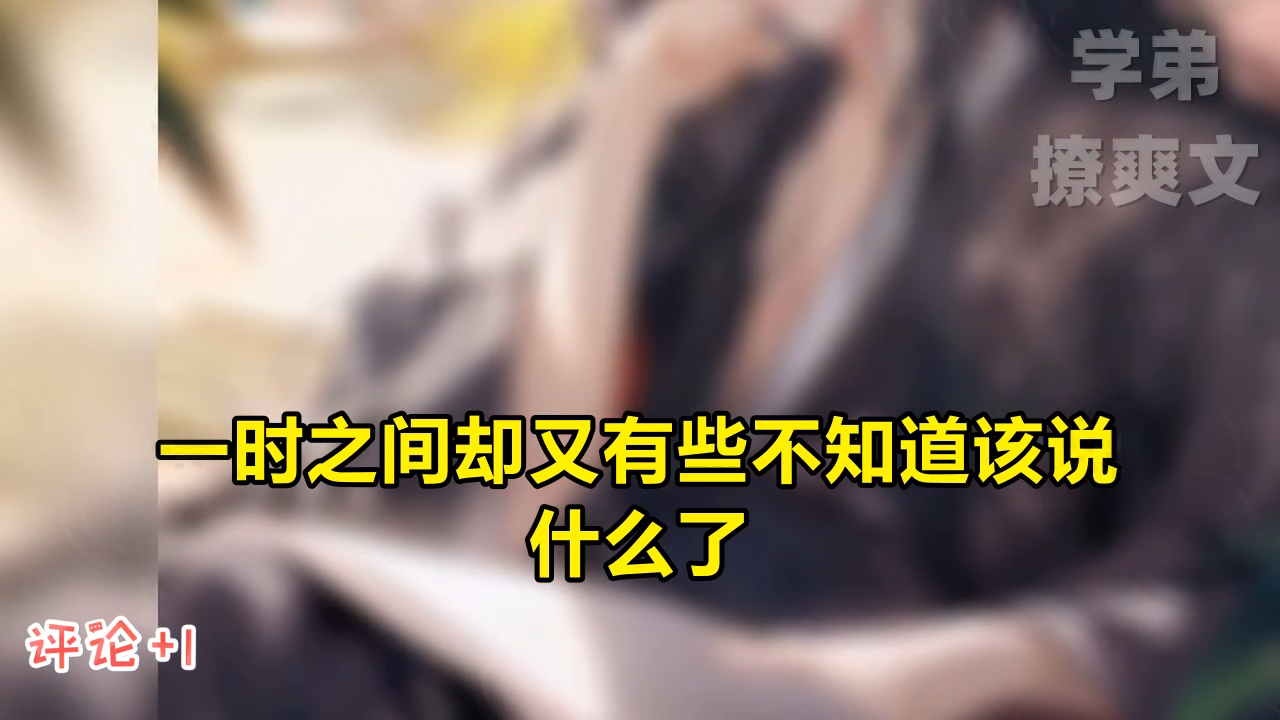 学弟
撩爽文
一时之间却又有些不知道该说
什么了
评论+1